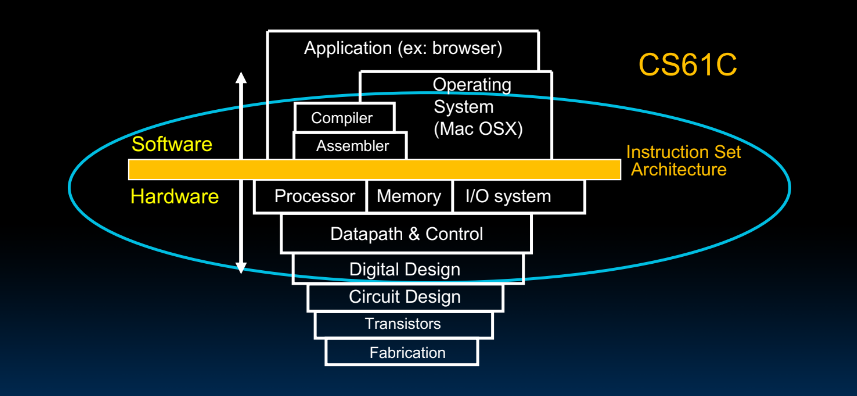 Application (ex: browser)
CS61C
Operating
System
(Mac OSX)
Compiler
Assembler
Software
Instruction Set
Architecture
Hardware
Processor
Memory
I/O system
Datapath & Control
Digital Design
Circuit Design
Transistors
Fabrication